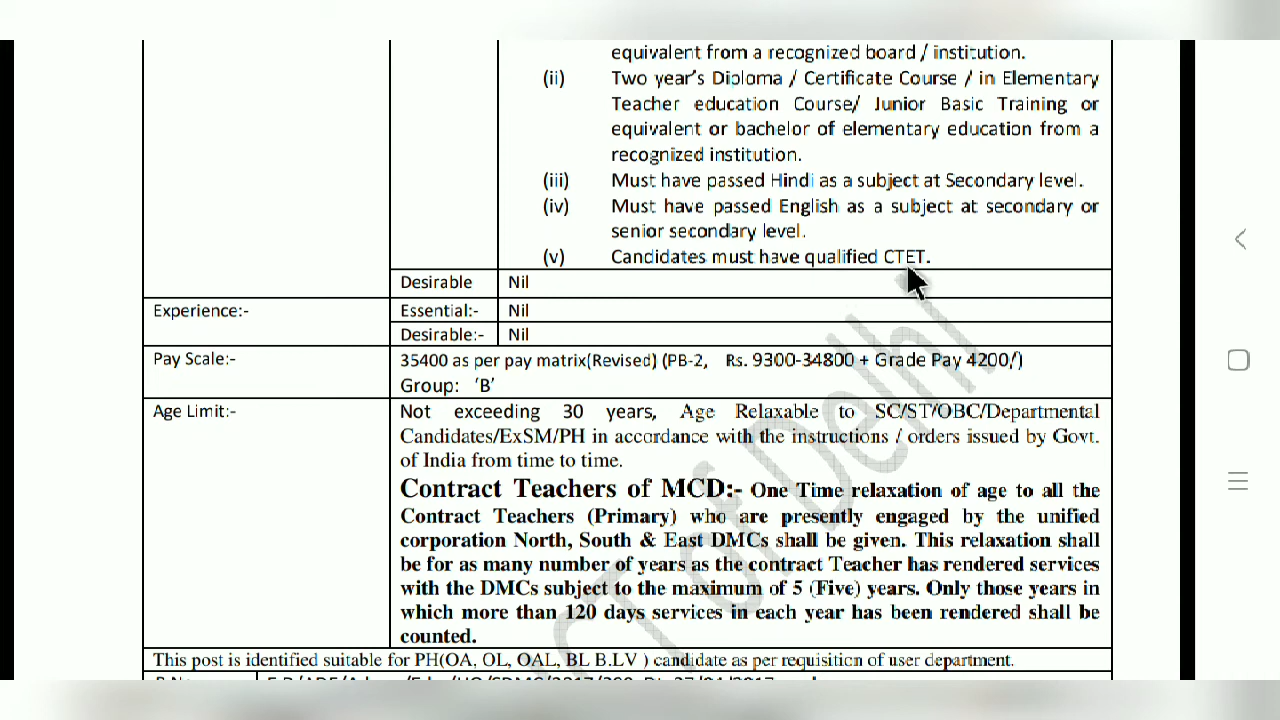 equivalent from a recognized board / institution.
(ii) Two year's Diploma / Certificate Course / in Elementary
Teacher education Course/ Junior Basic Training or
equivalent or bachelor of elementary education from a
recognized institution.
(iii) Must have passed Hindi as a subject at Secondary level.
(iv) Must have passed English as a subject at secondary or
senior secondary level.
(v) Candidates must have qualified CTET.
Desirable Nil
Experience:- Essential:- Nil
Desirable:- Nil
Pay Scale:- 35400 as per pay matrix(Revised) (PB-2, Rs. 9300-34800 + Grade Pay 4200/)
Group: 'B'
Age Limit:- Not exceeding 30 years, Age Relaxable to SC/ST/OBC/Departmental
Candidates/ExSM/PH in accordance with the instructions / orders issued by Govt.
of India from time to time.
Contract Teachers of MCD:- One Time relaxation of age to all the
Contract Teachers (Primary) who are presently engaged by the unified
corporation North, South & East DMCs shall be given. This relaxation shall
be for as many number of years as the contract Teacher has rendered services
with the DMCs subject to the maximum of 5 (Five) years. Only those years in
which more than 120 days services in each year has been rendered shall be
counted.
This post is identified suitable for PH(OA, OL, OAL, BL B.LV ) candidate as per requisition of user department.
of Delhi